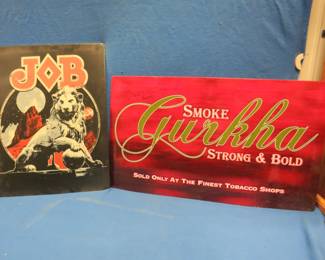 JOB
SMOKE
Gurkha
STRONG & BOLD
SOLD ONLY AT THE FINEST TOBACCO SHOPS